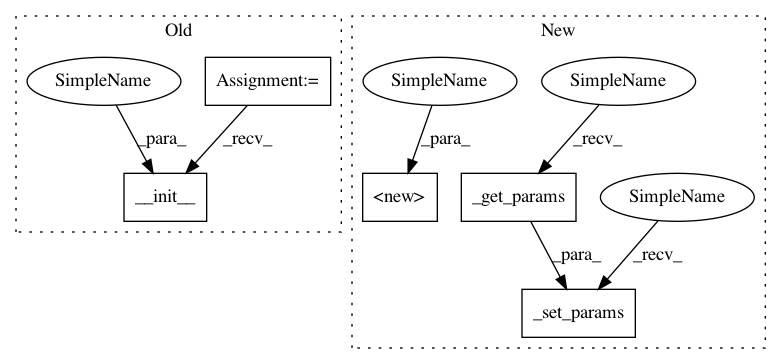 Old
New
SimpleName
Assignment:=
SimpleName
SimpleName
_para_
_recv_
_para_
_recv_
__init__
<new>
_get_params
SimpleName
_para_
_recv_
_set_params